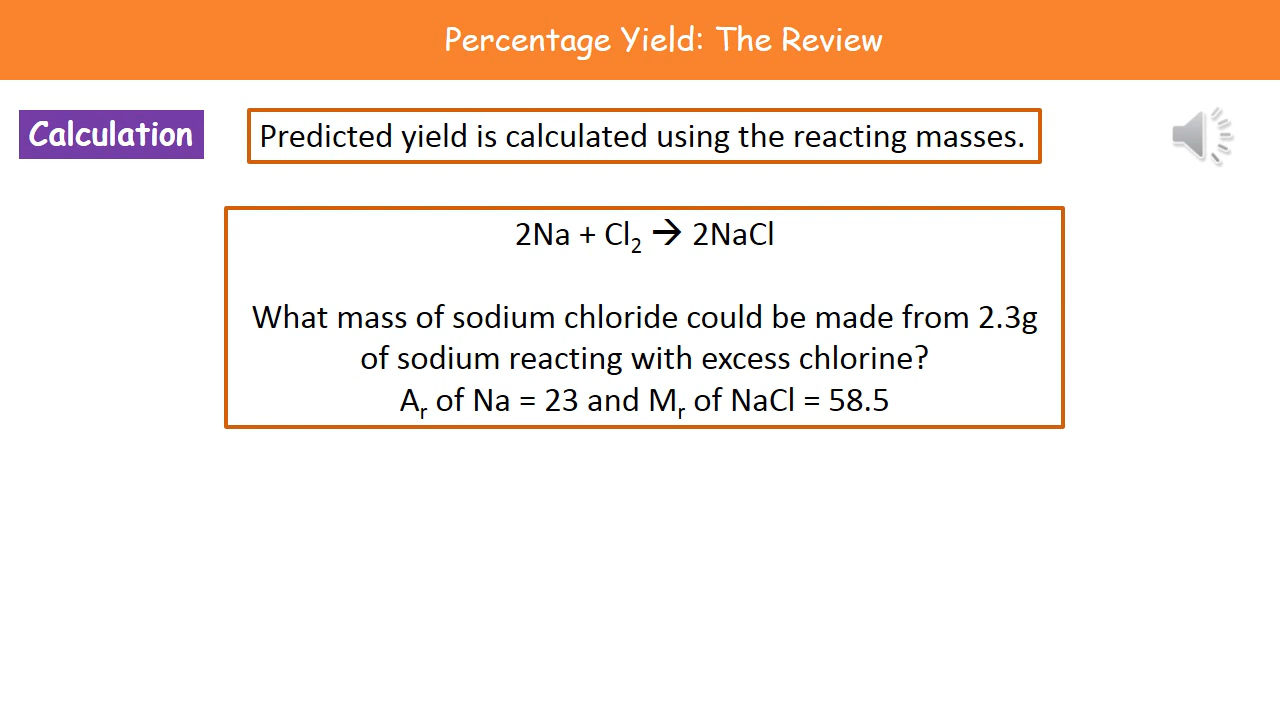 Percentage Yield: The Review
Calculation
Predicted yield is calculated using the reacting masses.
2Na + Cl₂ → 2NaCl
What mass of sodium chloride could be made from 2.3g
of sodium reacting with excess chlorine?
Aᵣ of Na = 23 and Mᵣ of NaCl = 58.5